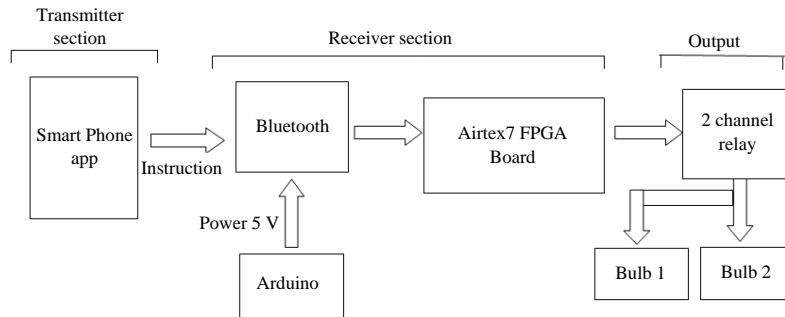 Transmitter
section
Receiver section
Output
Smart Phone
app
Instruction
Bluetooth
Airtex7 FPGA
Board
2 channel
relay
Power 5 V
Arduino
Bulb 1
Bulb 2